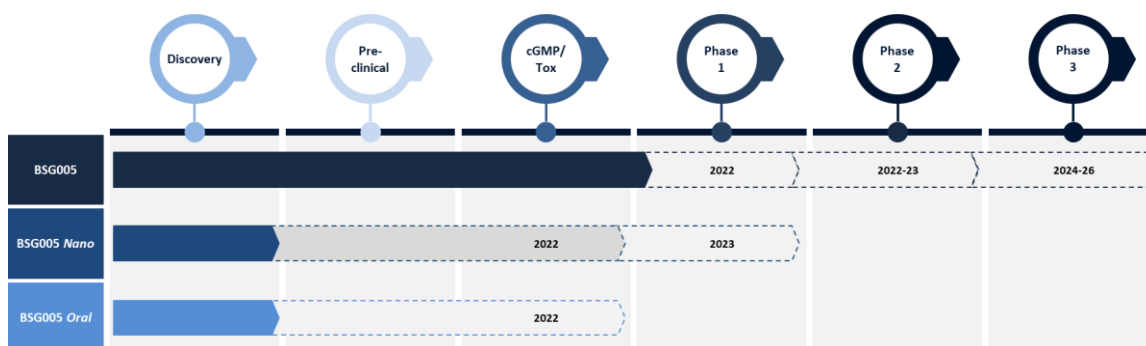 Discovery
Pre-
clinical
cGMP/
Tox
Phase
1
Phase
2
Phase
3
BSG005
2022
2022-23
2024-26
BSG005 Nano
2022
2023
BSG005 Oral
2022